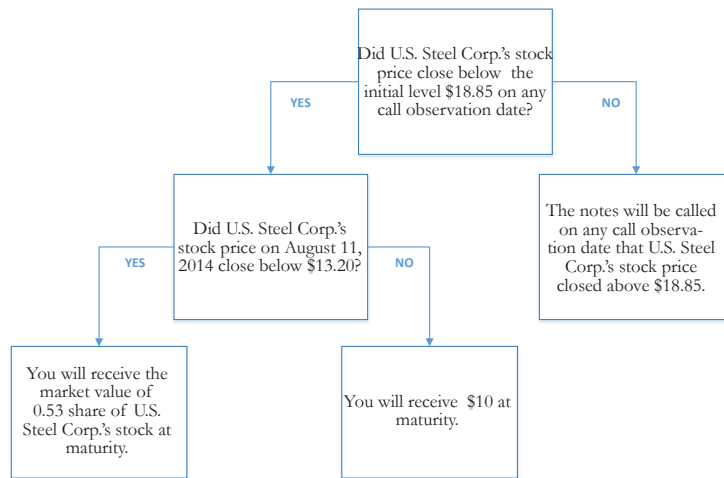 Did U.S. Steel Corp.'s stock
price close below the
initial level $18.85 on any
call observation date?
YES
NO
Did U.S. Steel Corp.'s
stock price on August 11,
2014 close below $13.20?
The notes will be called
on any call observa-
tion date that U.S. Steel
Corp.'s stock price
closed above $18.85.
YES
NO
You will receive the
market value of
0.53 share of U.S.
Steel Corp.'s stock at
maturity.
You will receive $10 at
maturity.